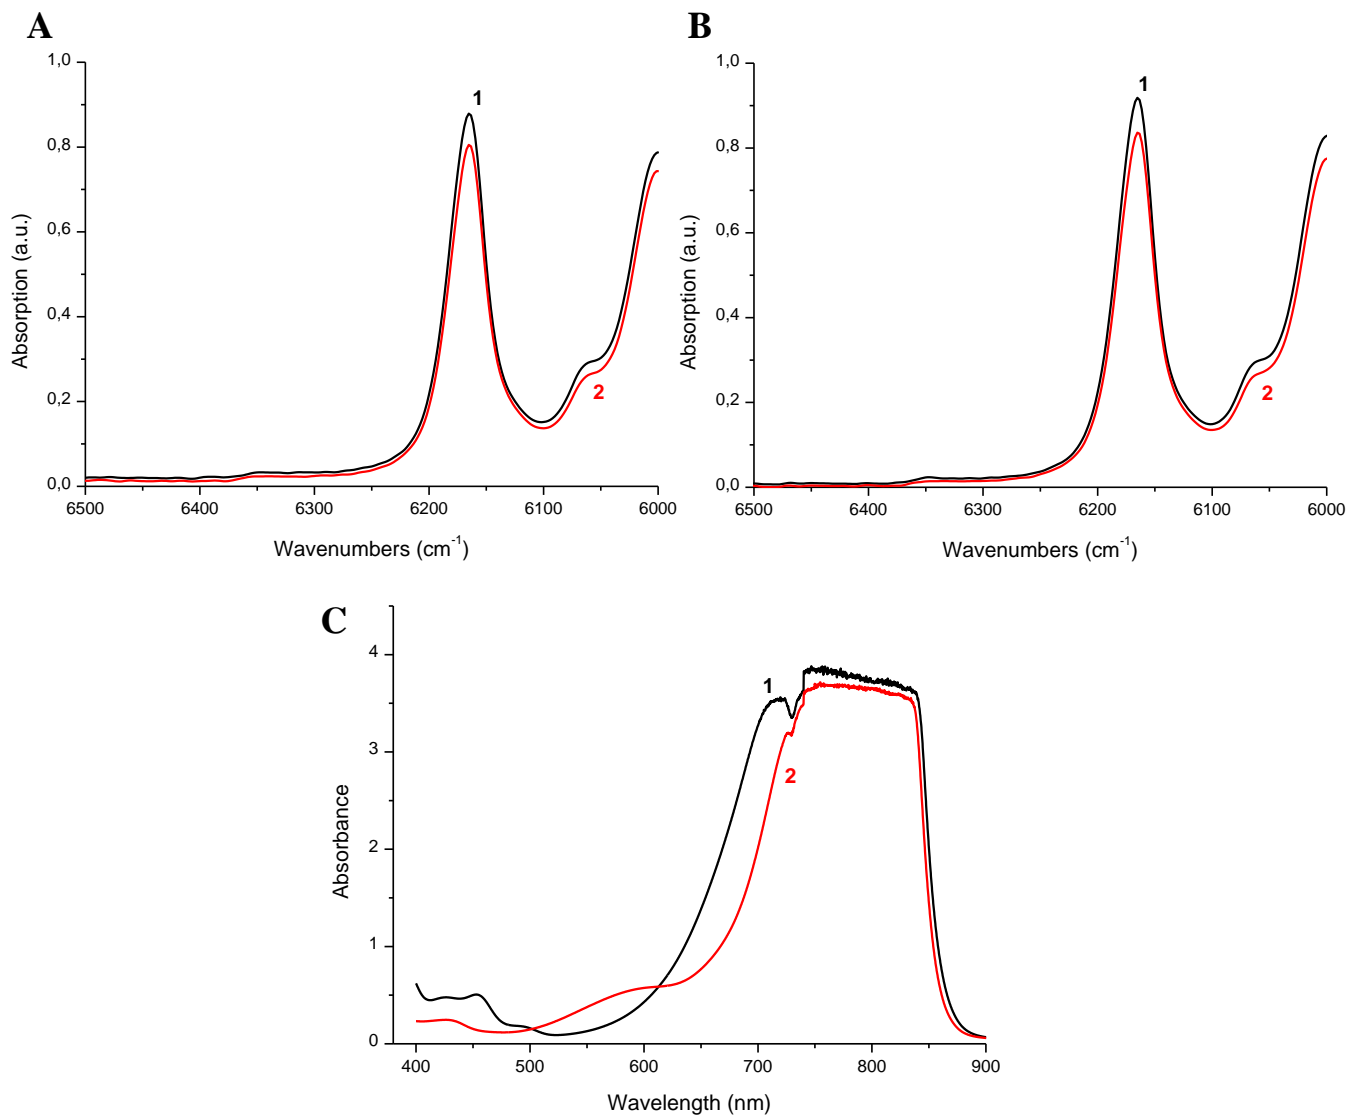 A
1,0
0,8
0,6
0,4
0,2
0,0
Absorption (a.u.)
1
2
6500 6400 6300 6200 6100 6000
Wavenumbers (cm⁻¹)
B
1,0
0,8
0,6
0,4
0,2
0,0
Absorption (a.u.)
1
2
6500 6400 6300 6200 6100 6000
Wavenumbers (cm⁻¹)
C
4
3
2
1
0
Absorbance
1
2
400 500 600 700 800 900
Wavelength (nm)